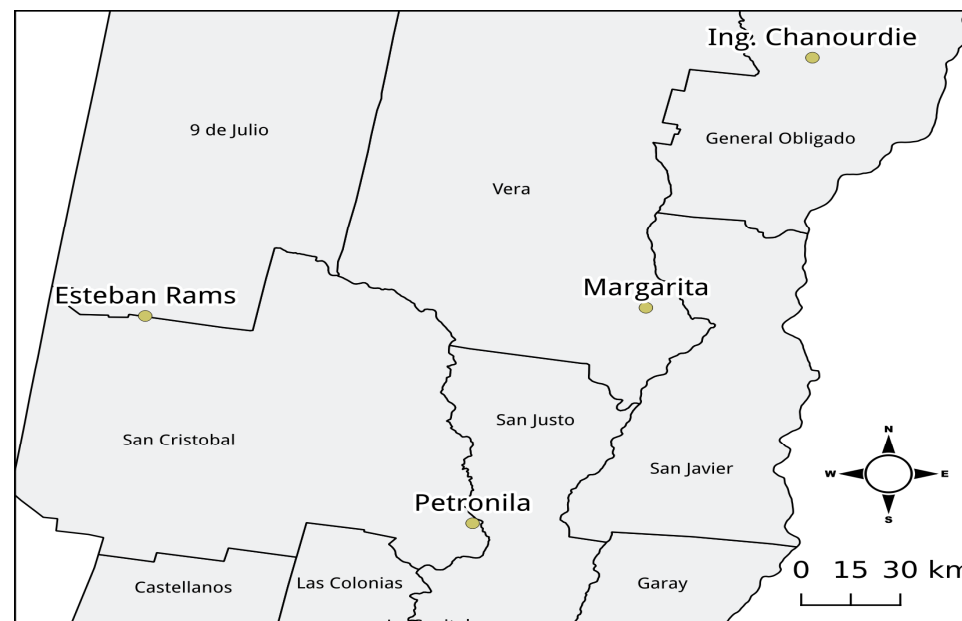 Ing. Chanourdie
9 de Julio
General Obligado
Vera
Esteban Rams
Margarita
San Justo
San Cristobal
San Javier
N
W
E
S
Petronila
0 15 30 km
Castellanos
Las Colonias
Garay